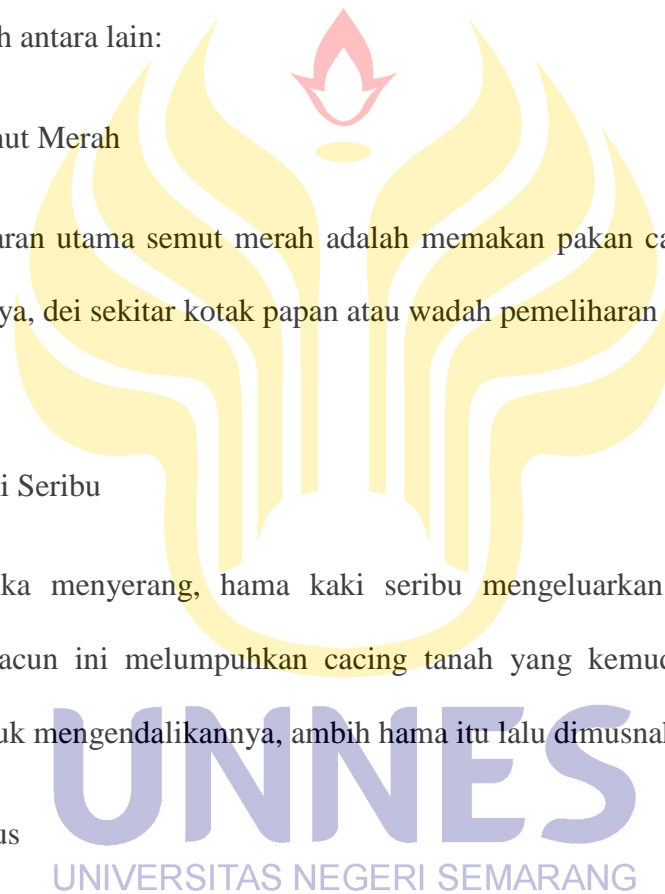 h antara lain:
nut Merah
aran utama semut merah adalah memakan pakan ca
ya, dei sekitar kotak papan atau wadah pemeliharan
i Seribu
ka menyerang, hama kaki seribu mengeluarkan
acun ini melumpuhkan cacing tanah yang kemud
uk mengendalikannya, ambih hama itu lalu dimusnal
us
UNNES
UNIVERSITAS NEGERI SEMARANG